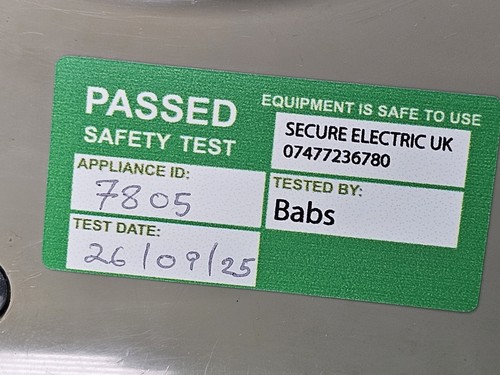 PASSED
SAFETY TEST
EQUIPMENT IS SAFE TO USE
SECURE ELECTRIC UK
07477236780
APPLIANCE ID:
7805
TESTED BY:
Babs
TEST DATE:
26/09/25